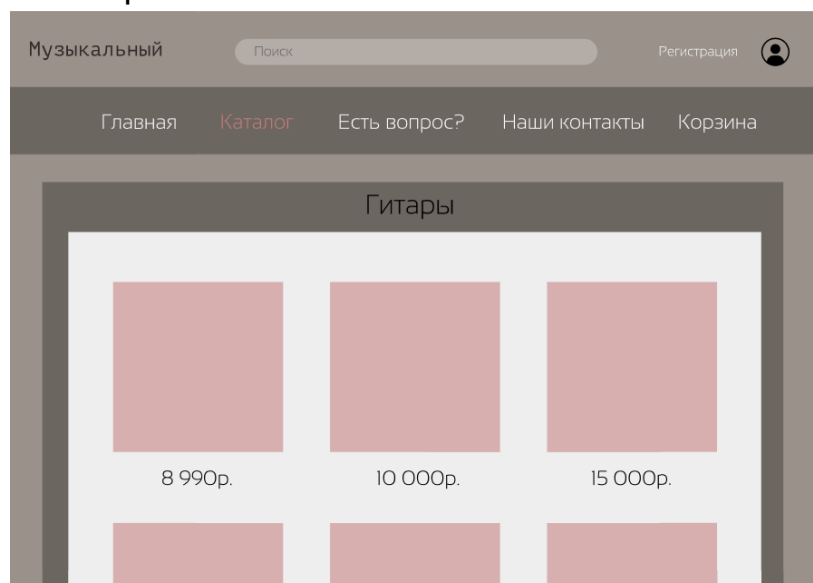 Музыкальный Поиск Регистрация
Главная Каталог Есть вопрос? Наши контакты Корзина
Гитары
8 990р. 10 000р. 15 000р.